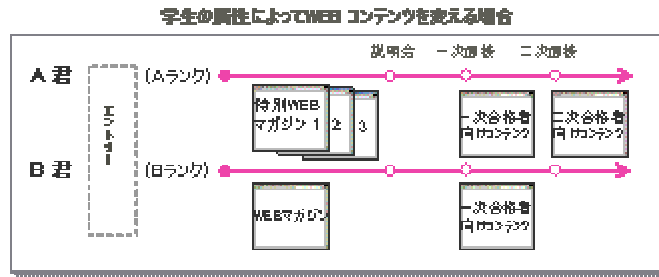 学生の属性によってWEBコンテンツを変える場合
説明会 一次面接 二次面接
A君
(Aランク)
エントリー
特別WEB
マガジン1
2
3
一次合格者
向けコンテンツ
二次合格者
向けコンテンツ
B君
(Bランク)
WEBマガジン
一次合格者
向けコンテンツ